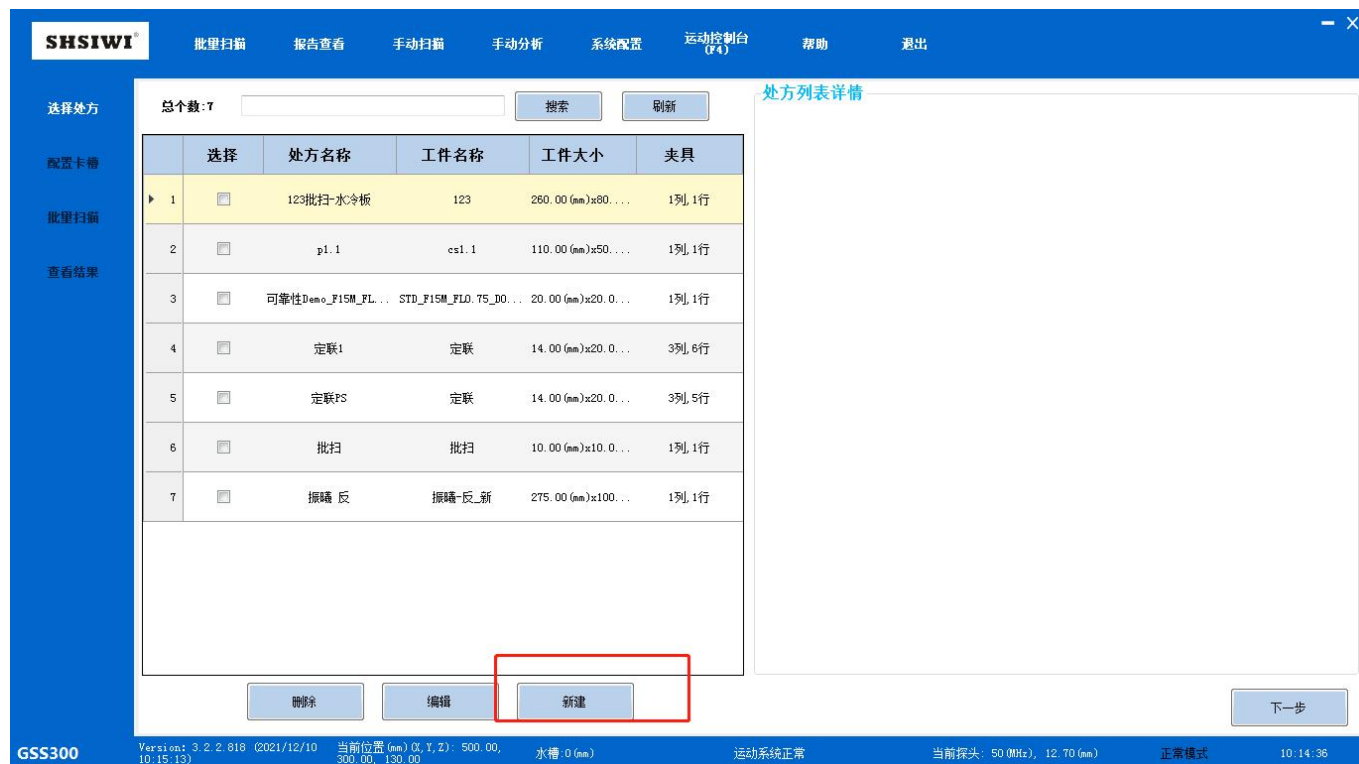 SHSIWI®
批量扫描 报告查看 手动扫描 手动分析 系统配置 运动控制台 帮助 退出
(F4)
选择处方
配置卡槽
批里扫描
查看结果
总个数:7 搜索 刷新
处方列表详情
选择 处方名称 工件名称 工件大小 夹具
1 123批扫-水冷板 123 260.00(mm)x80.... 1列,1行
2 p1.1 cs1.1 110.00(mm)x50.... 1列,1行
3 可靠性Demo_F15M_FL... STD_F15M_FL0.75_D0... 20.00(mm)x20.0... 1列,1行
4 定联1 定联 14.00(mm)x20.0... 3列,6行
5 定联PS 定联 14.00(mm)x20.0... 3列,5行
6 批扫 批扫 10.00(mm)x10.0... 1列,1行
7 振曦 反 振曦-反_新 275.00(mm)x100... 1列,1行
删除 编辑 新建
下一步
GSS300
Version: 3.2.2.818 (2021/12/10
10:15:13)
当前位置(mm)(X,Y,Z): 500.00,
300.00, 130.00
水槽:0(mm)
运动系统正常
当前探头: 50(MHz), 12.70(mm)
正常模式
10:14:36